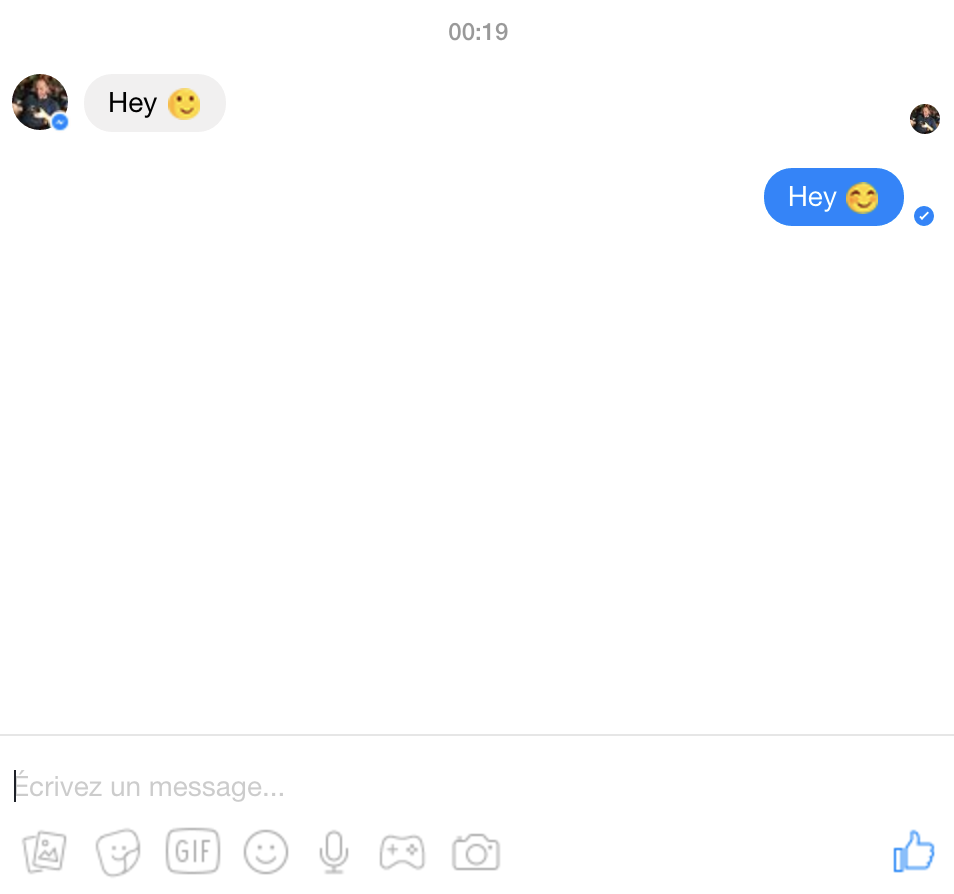 00:19
Hey 🙂
Hey 😊
Écrivez un message...
GIF